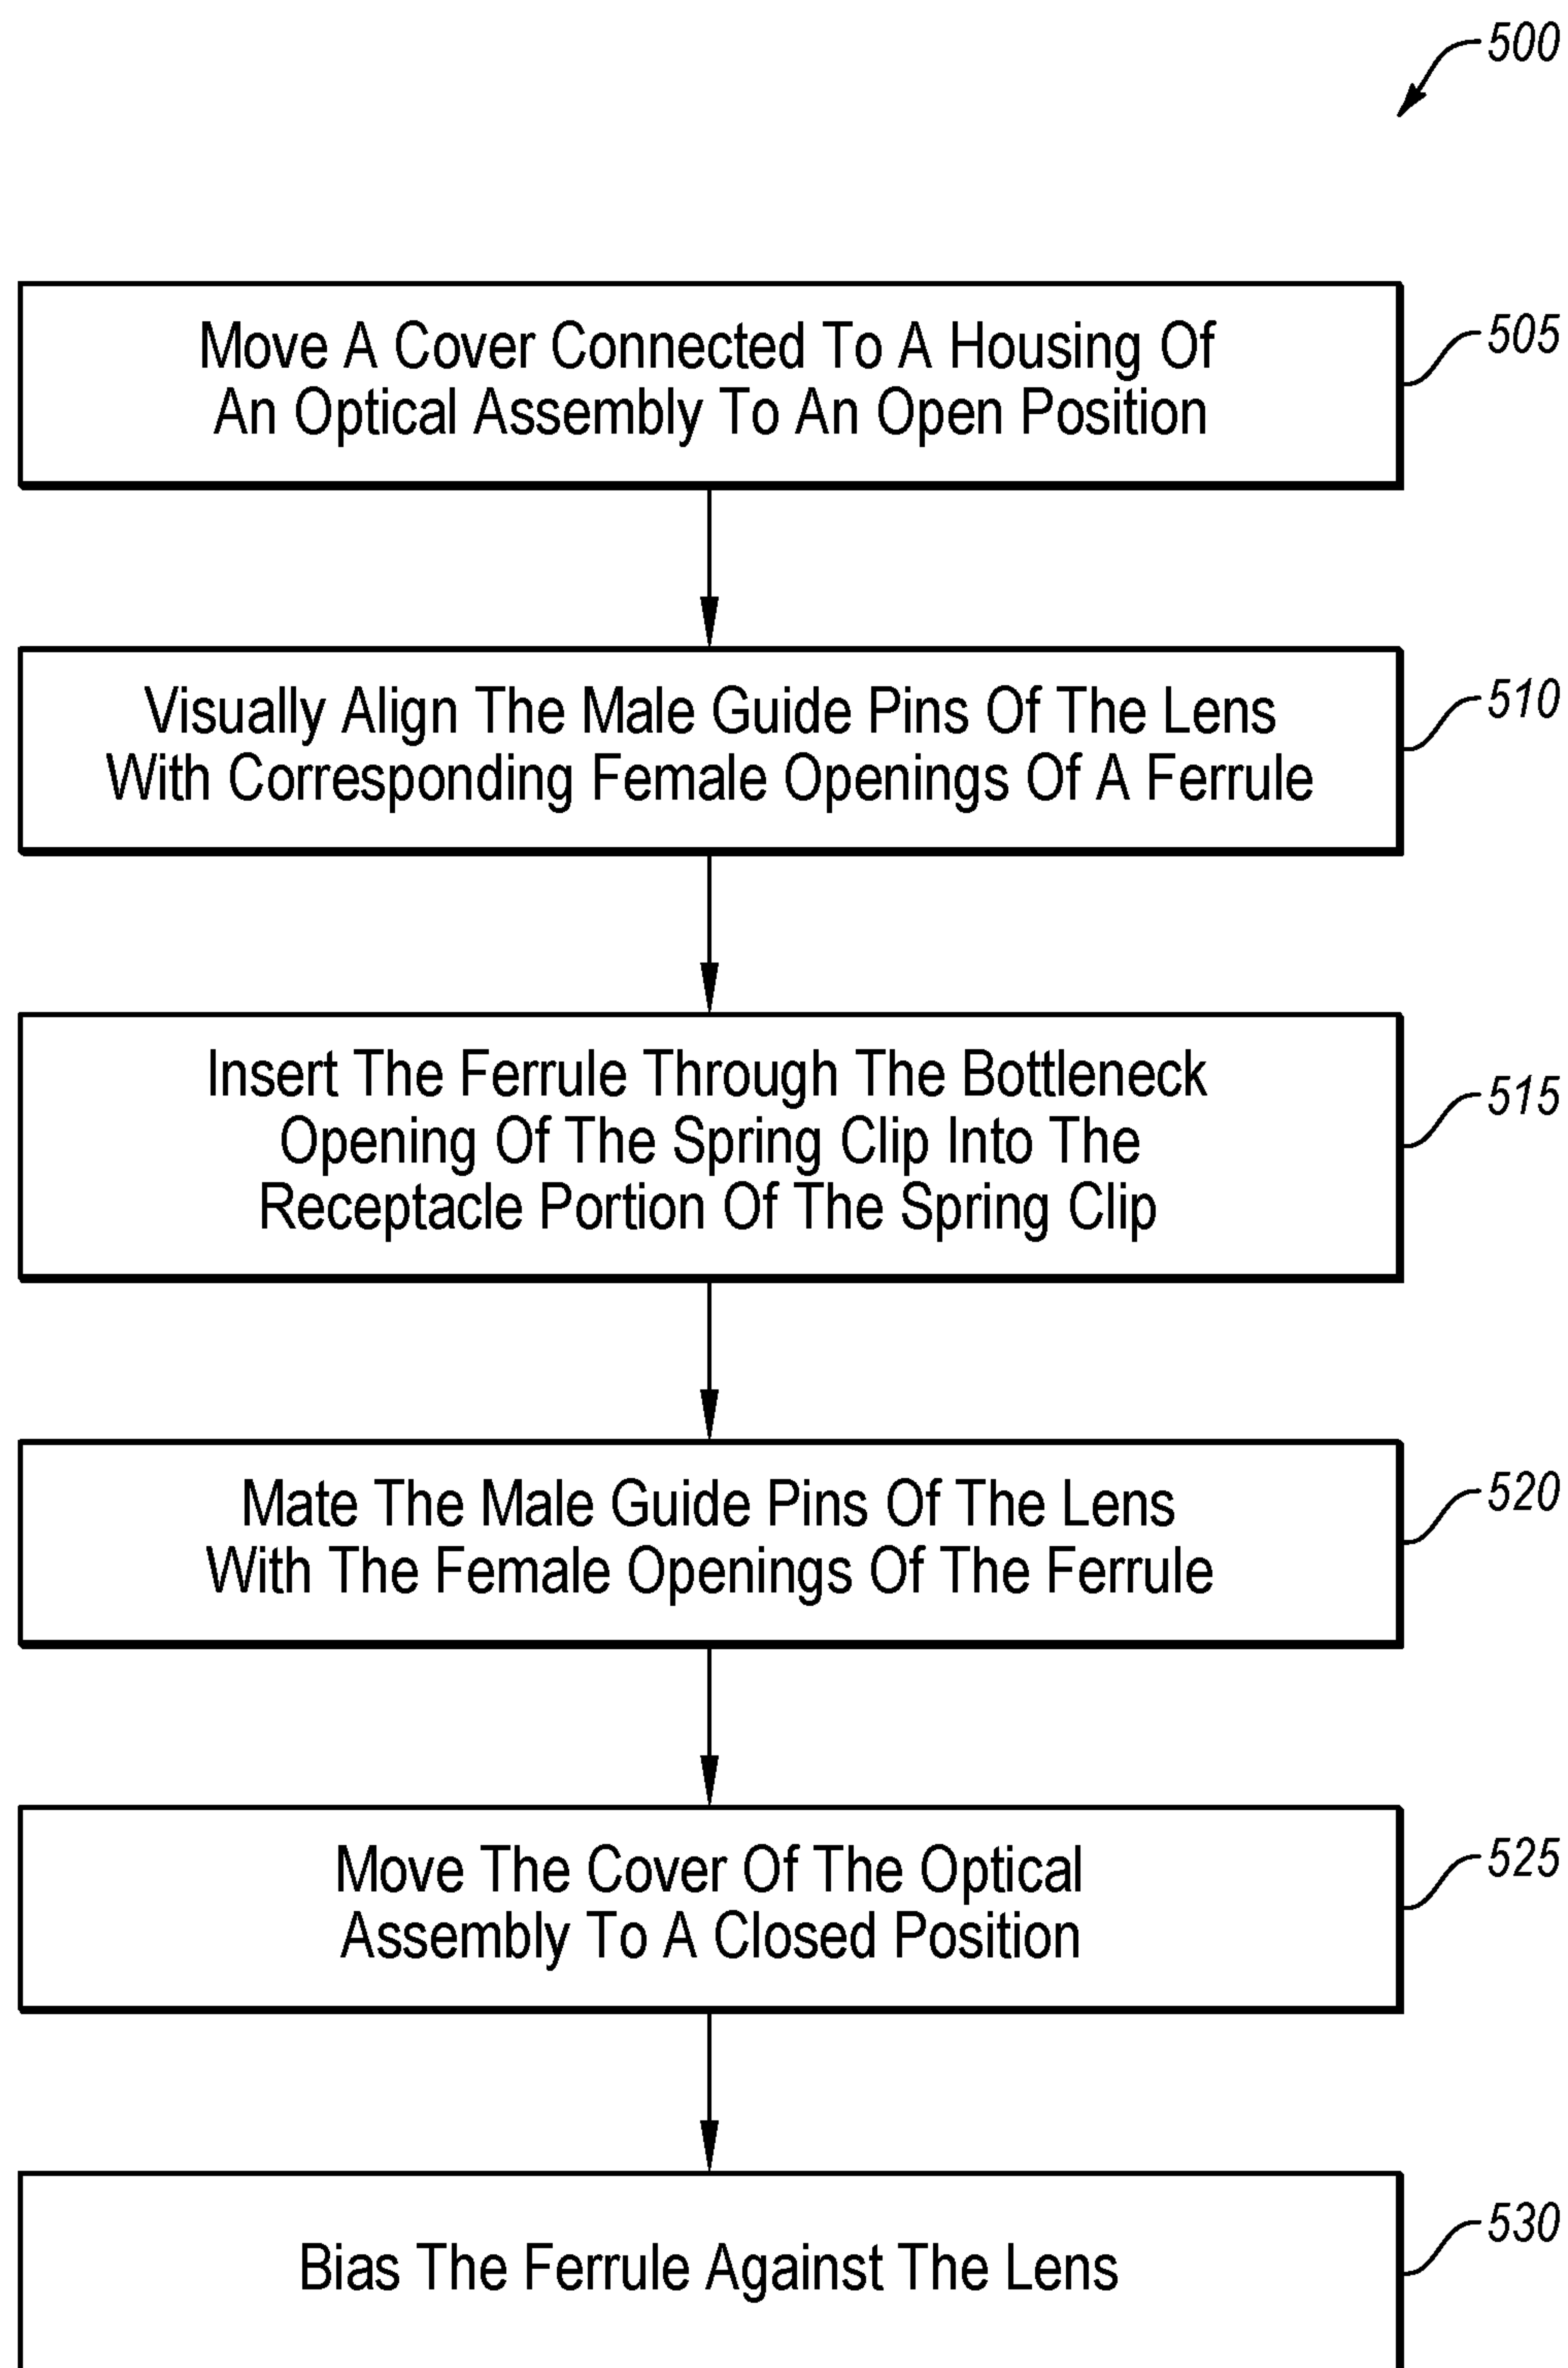 500
Move A Cover Connected To A Housing Of
An Optical Assembly To An Open Position
505
Visually Align The Male Guide Pins Of The Lens
With Corresponding Female Openings Of A Ferrule
510
Insert The Ferrule Through The Bottleneck
Opening Of The Spring Clip Into The
Receptacle Portion Of The Spring Clip
515
Mate The Male Guide Pins Of The Lens
With The Female Openings Of The Ferrule
520
Move The Cover Of The Optical
Assembly To A Closed Position
525
Bias The Ferrule Against The Lens
530